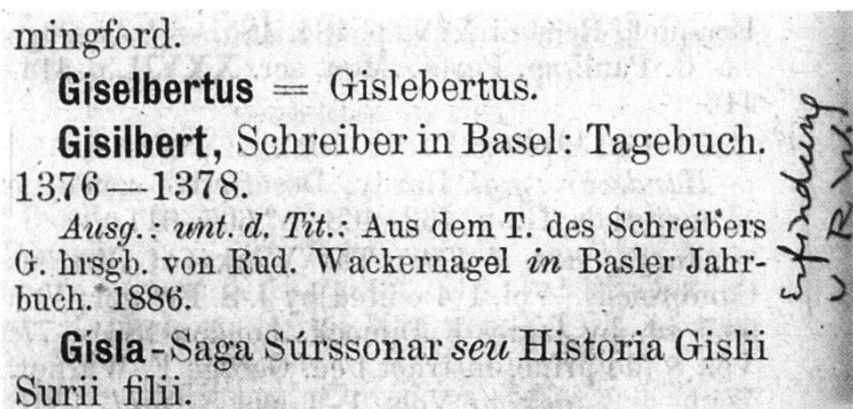 mingford.
Giselbertus = Gislebertus.
Gisilbert, Schreiber in Basel: Tagebuch.
1376—1378.
Ausg.: unt. d. Tit.: Aus dem T. des Schreibers
G. hrsgb. von Rud. Wackernagel in Basler Jahr-
buch. 1886.
Gisla-Saga Súrssonar seu Historia Gislii
Surii filii.
Erfindung
v R W!